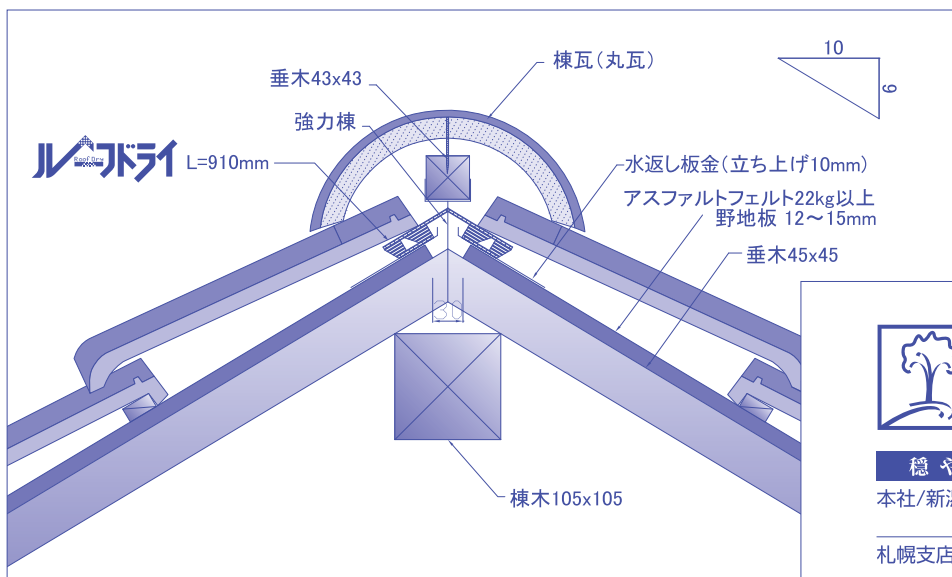 10
6
棟瓦(丸瓦)
垂木43x43
強力棟
ルーフドライ
Roof Dry
L=910mm
水返し板金(立ち上げ10mm)
アスファルトフェルト22kg以上
野地板 12～15mm
垂木45x45
30
棟木105x105
穏や
本社/新潟
札幌支店